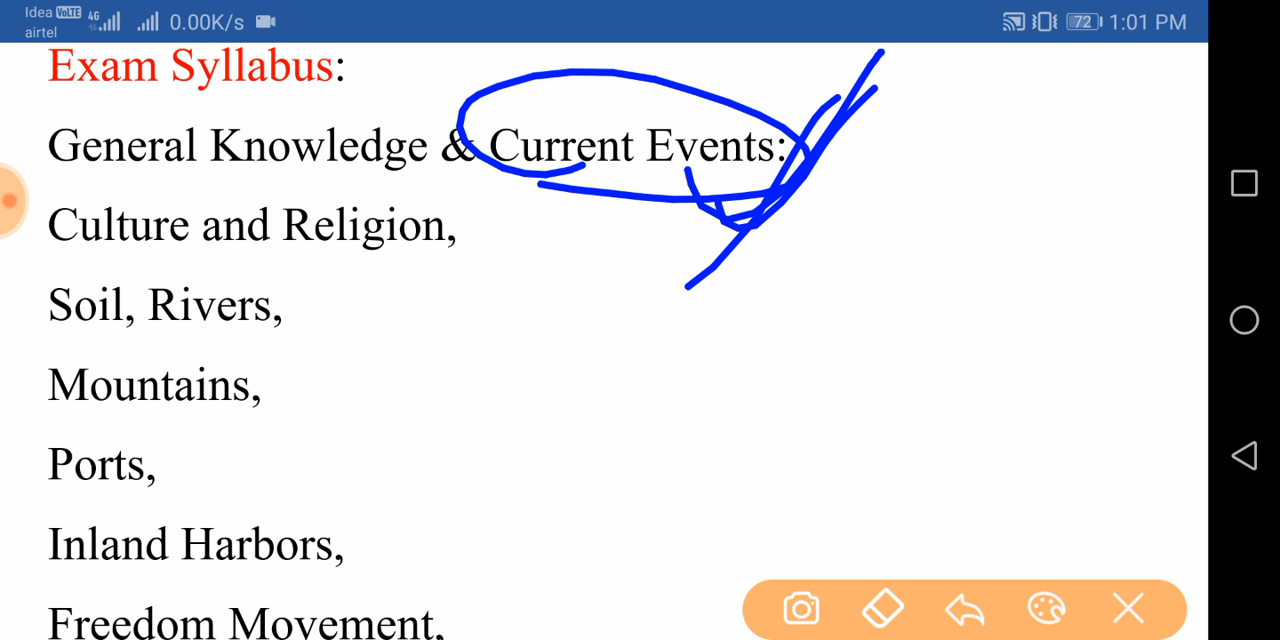 Idea VoLTE 4G 0.00K/s 72 1:01 PM
airtel
Exam Syllabus:
General Knowledge & Current Events:
Culture and Religion,
Soil, Rivers,
Mountains,
Ports,
Inland Harbors,
Freedom Movement,